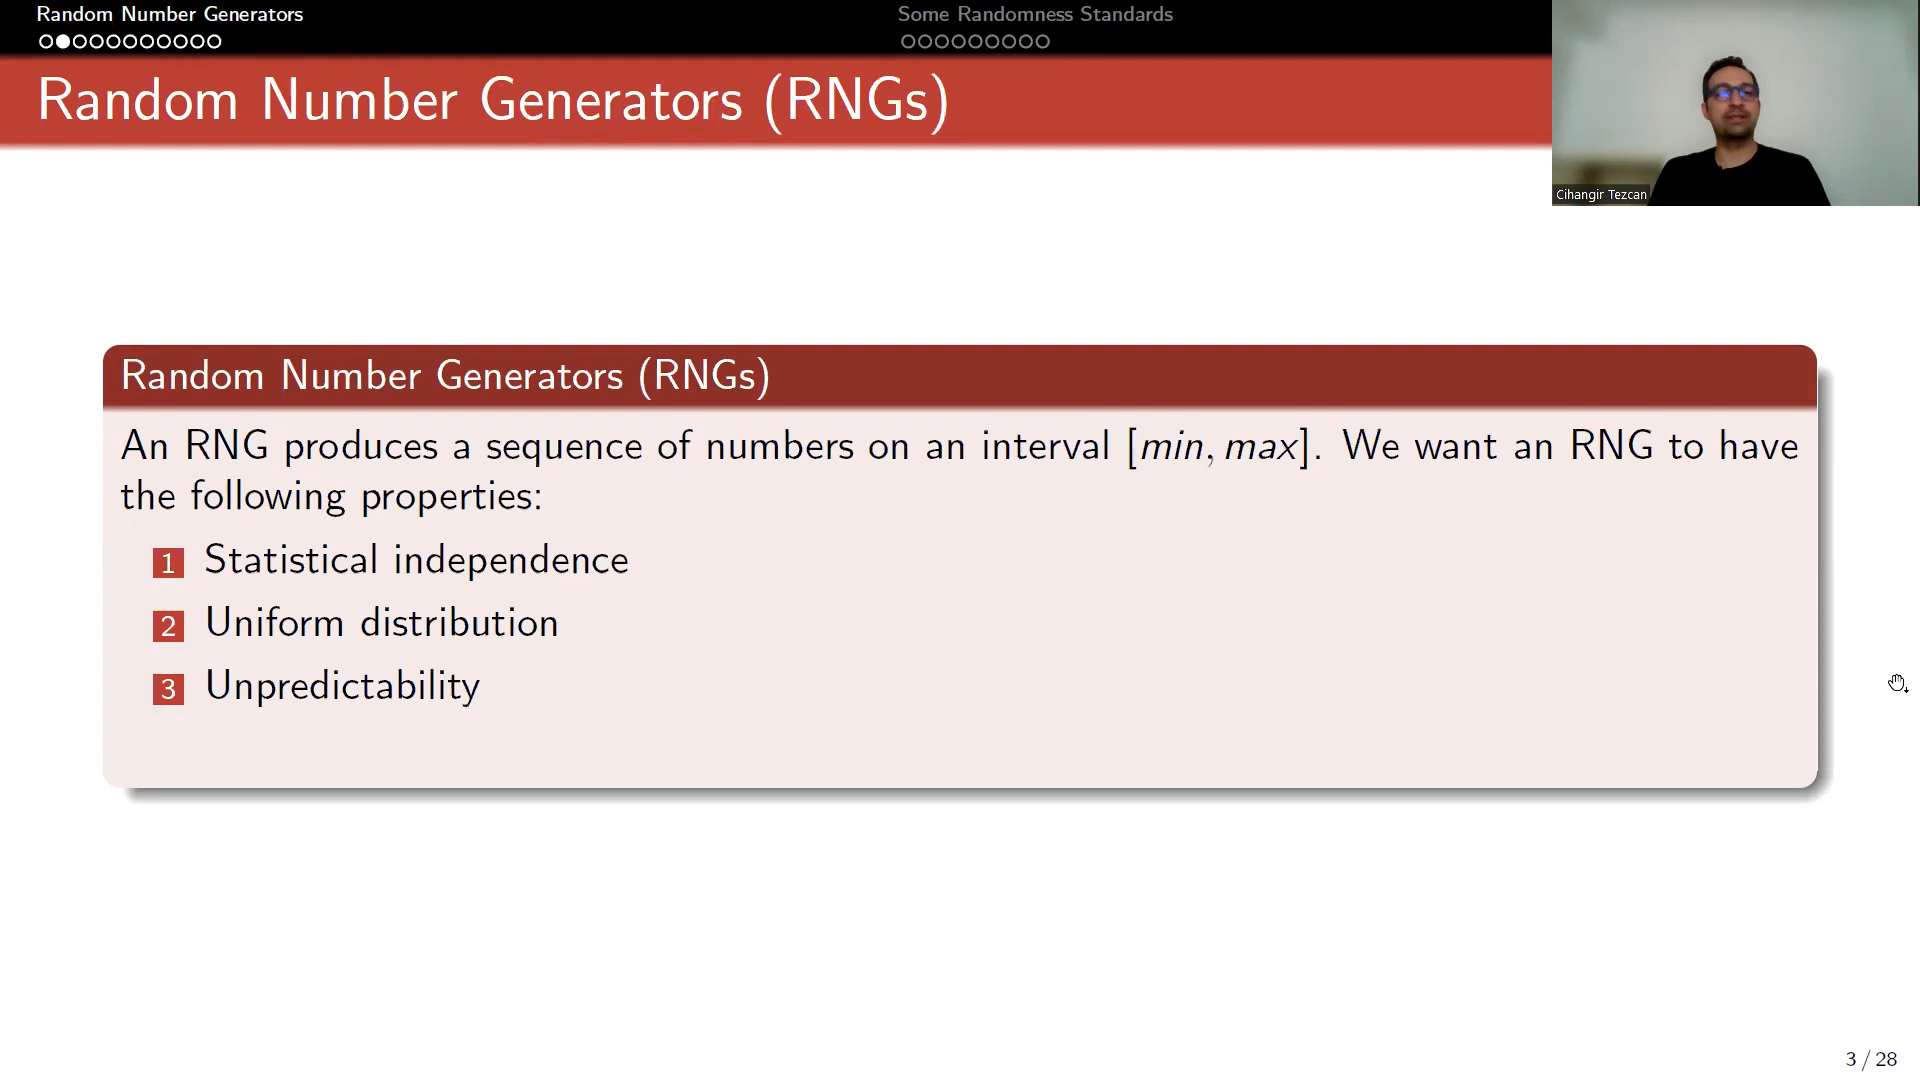 Random Number Generators
Some Randomness Standards
Random Number Generators (RNGs)
Cihangir Tezcan
Random Number Generators (RNGs)
An RNG produces a sequence of numbers on an interval [min, max]. We want an RNG to have
the following properties:
1 Statistical independence
2 Uniform distribution
3 Unpredictability
3 / 28